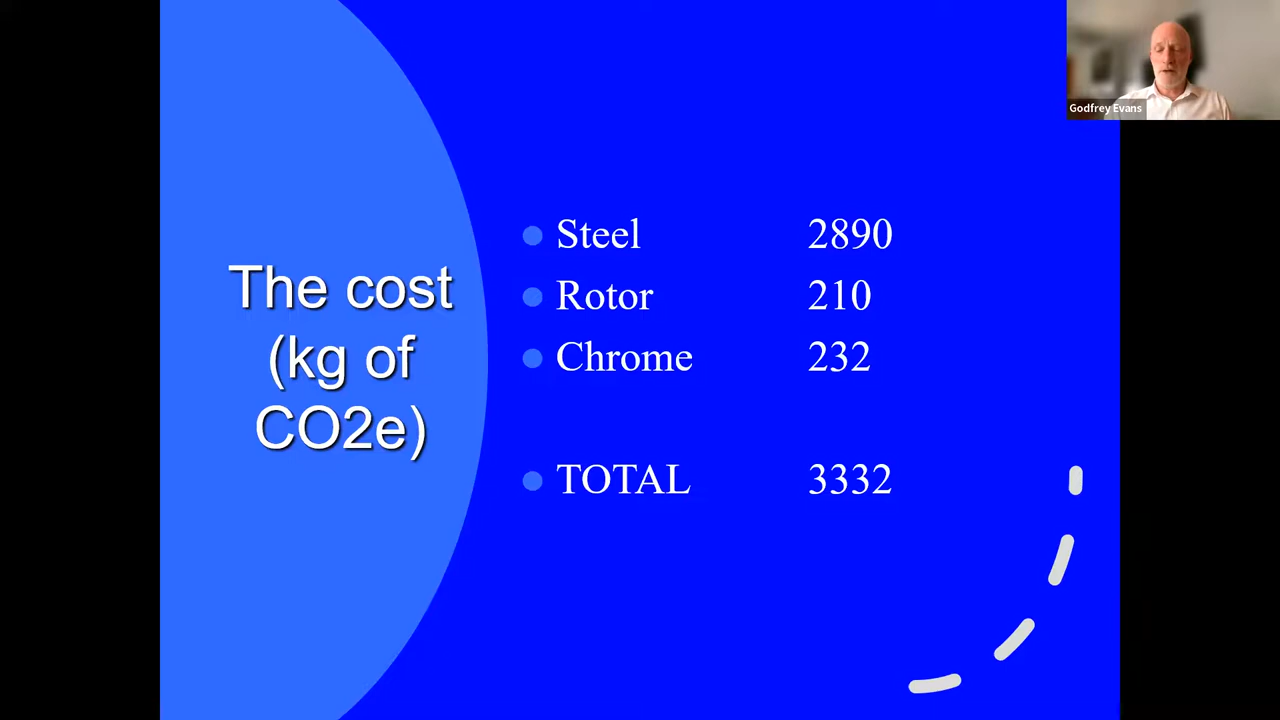 Godfrey Evans
The cost
(kg of
CO2e)
Steel 2890
Rotor 210
Chrome 232
TOTAL 3332